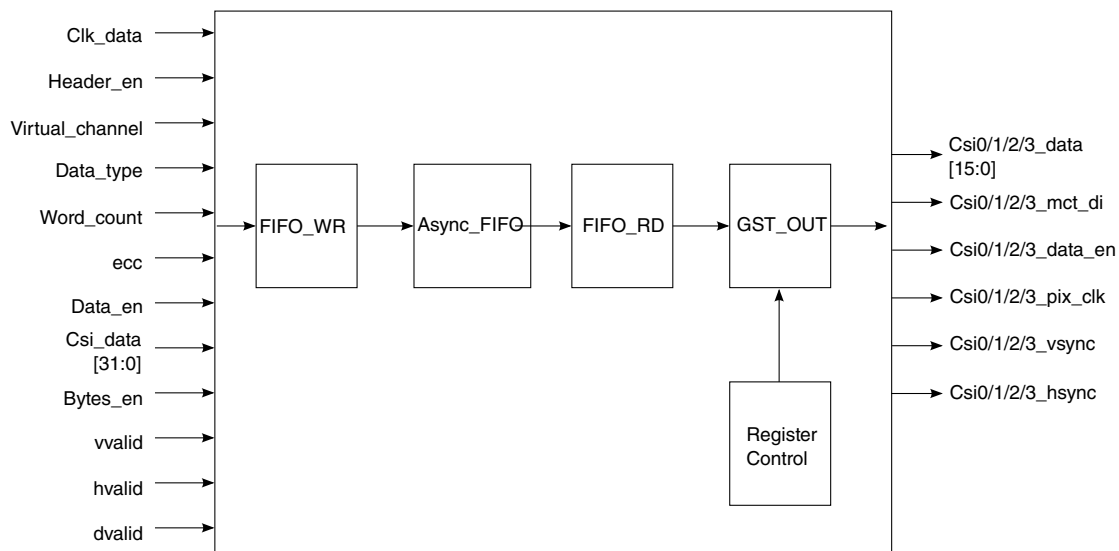 Clk_data
Header_en
Virtual_channel
Data_type
Word_count
ecc
Data_en
Csi_data
[31:0]
Bytes_en
vvalid
hvalid
dvalid
FIFO_WR
Async_FIFO
FIFO_RD
GST_OUT
Register
Control
Csi0/1/2/3_data
[15:0]
Csi0/1/2/3_mct_di
Csi0/1/2/3_data_en
Csi0/1/2/3_pix_clk
Csi0/1/2/3_vsync
Csi0/1/2/3_hsync